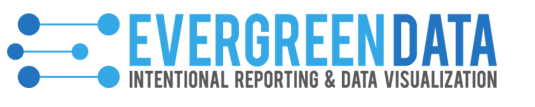 EVERGREEN DATA
INTENTIONAL REPORTING & DATA VISUALIZATION